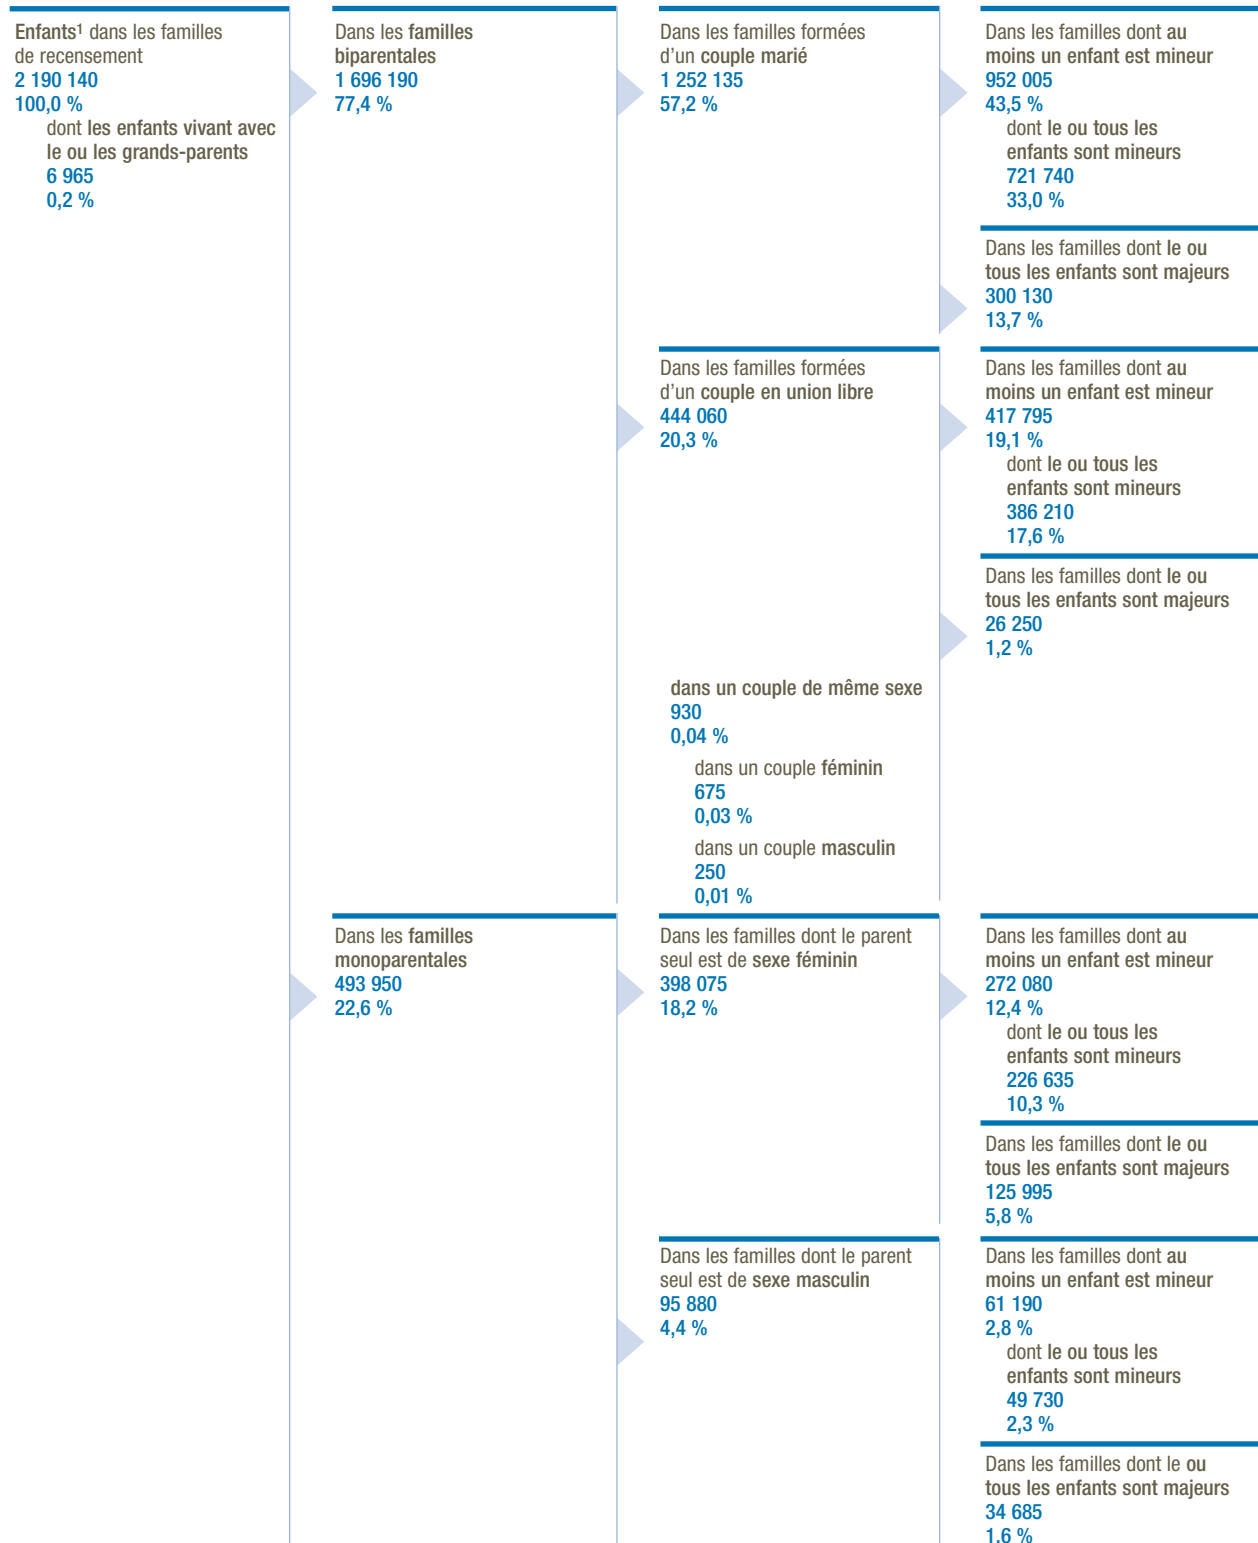 Enfants¹ dans les familles
de recensement
2 190 140
100,0 %
dont les enfants vivant avec
le ou les grands-parents
6 965
0,2 %
Dans les familles
biparentales
1 696 190
77,4 %
Dans les familles formées
d'un couple marié
1 252 135
57,2 %
Dans les familles dont au
moins un enfant est mineur
952 005
43,5 %
dont le ou tous les
enfants sont mineurs
721 740
33,0 %
Dans les familles dont le ou
tous les enfants sont majeurs
300 130
13,7 %
Dans les familles formées
d'un couple en union libre
444 060
20,3 %
Dans les familles dont au
moins un enfant est mineur
417 795
19,1 %
dont le ou tous les
enfants sont mineurs
386 210
17,6 %
Dans les familles dont le ou
tous les enfants sont majeurs
26 250
1,2 %
dans un couple de même sexe
930
0,04 %
dans un couple féminin
675
0,03 %
dans un couple masculin
250
0,01 %
Dans les familles
monoparentales
493 950
22,6 %
Dans les familles dont le parent
seul est de sexe féminin
398 075
18,2 %
Dans les familles dont au
moins un enfant est mineur
272 080
12,4 %
dont le ou tous les
enfants sont mineurs
226 635
10,3 %
Dans les familles dont le ou
tous les enfants sont majeurs
125 995
5,8 %
Dans les familles dont le parent
seul est de sexe masculin
95 880
4,4 %
Dans les familles dont au
moins un enfant est mineur
61 190
2,8 %
dont le ou tous les
enfants sont mineurs
49 730
2,3 %
Dans les familles dont le ou
tous les enfants sont majeurs
34 685
1,6 %